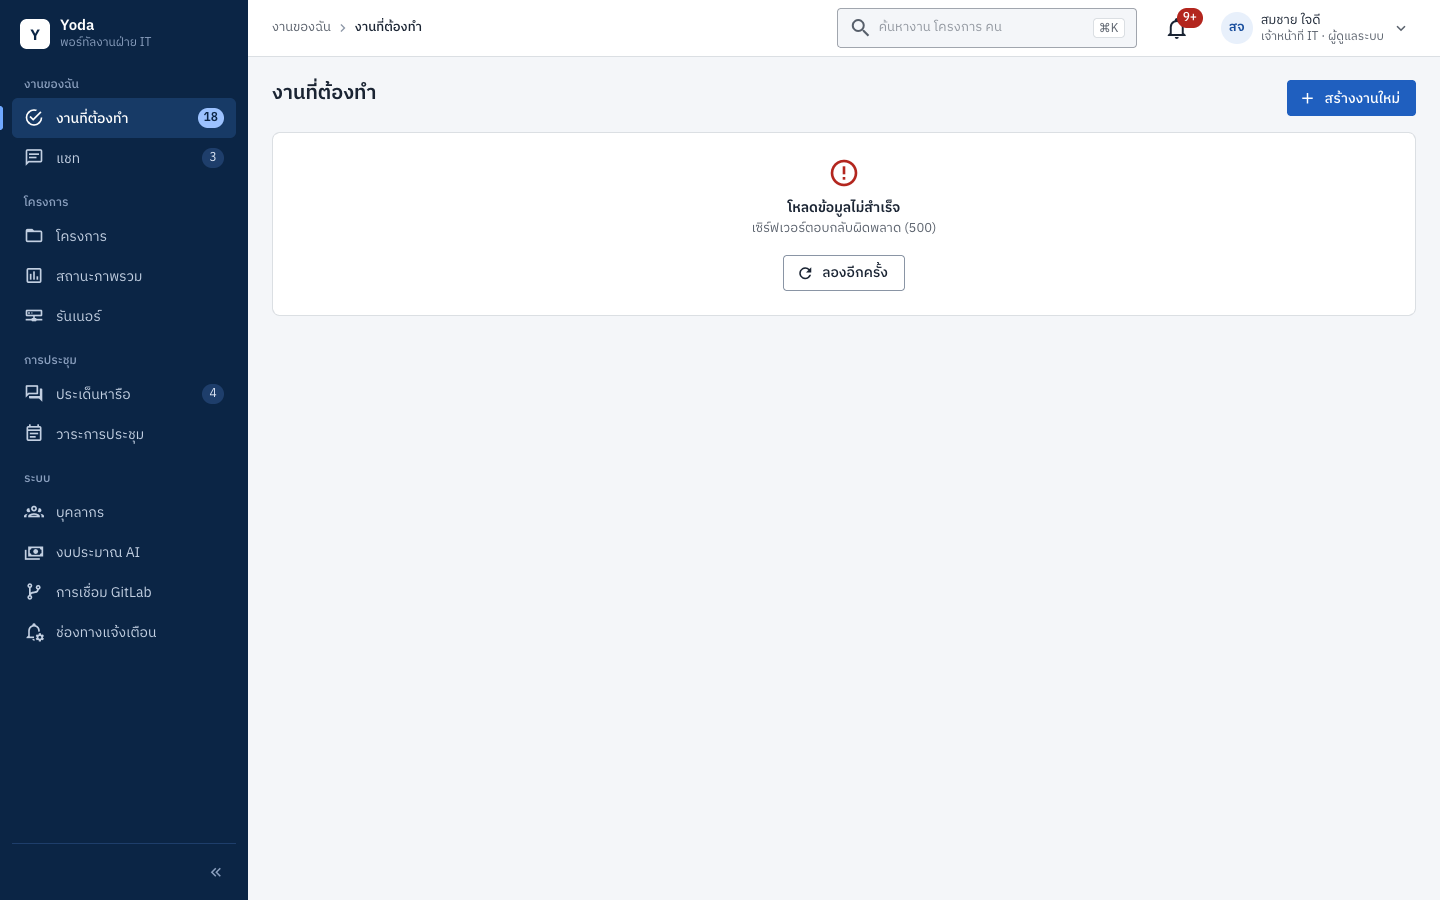 Y
Yoda
พอร์ทัลงานฝ่าย IT
งานของฉัน
งานที่ต้องทำ 18
แชท 3
โครงการ
โครงการ
สถานะภาพรวม
รันเนอร์
การประชุม
ประเด็นหารือ 4
วาระการประชุม
ระบบ
บุคลากร
งบประมาณ AI
การเชื่อม GitLab
ช่องทางแจ้งเตือน
งานของฉัน งานที่ต้องทำ
ค้นหางาน โครงการ คน ⌘K
9+
สจ
สมชาย ใจดี
เจ้าหน้าที่ IT · ผู้ดูแลระบบ
งานที่ต้องทำ
สร้างงานใหม่
โหลดข้อมูลไม่สำเร็จ
เซิร์ฟเวอร์ตอบกลับผิดพลาด (500)
ลองอีกครั้ง